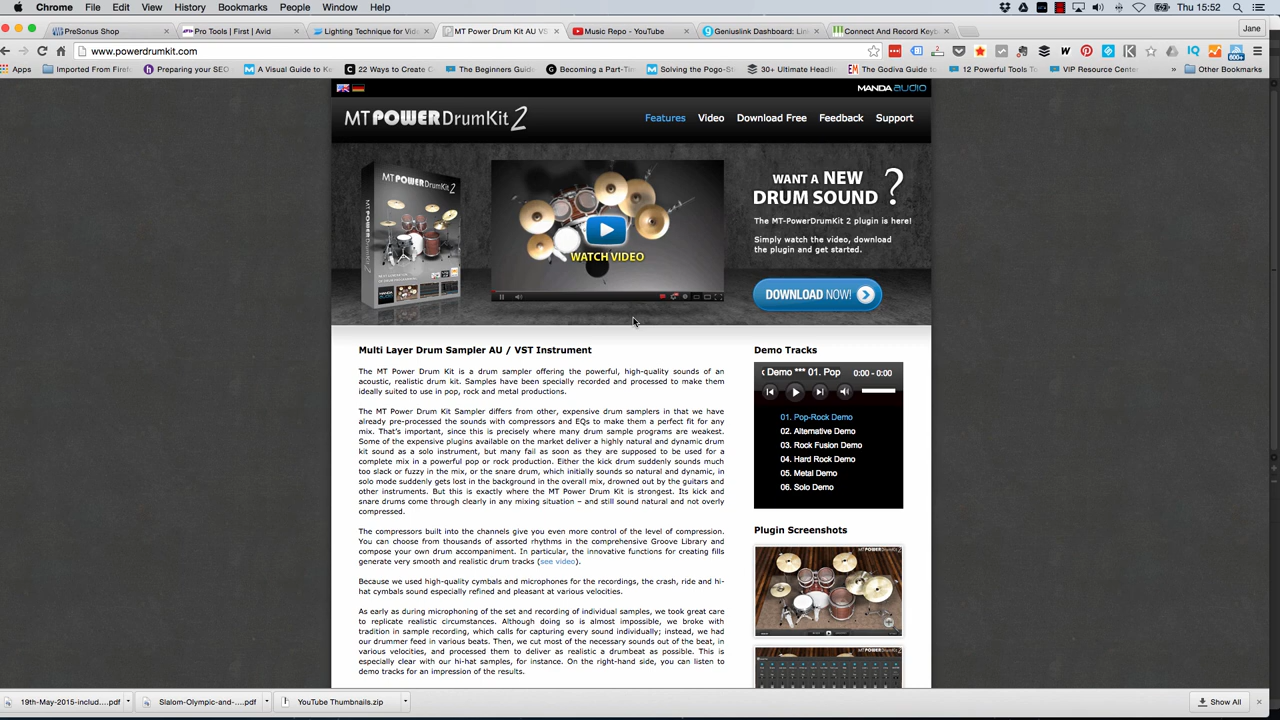 Chrome File Edit View History Bookmarks People Window Help Thu 15:52
PreSonus Shop Pro Tools | First | Avid Lighting Technique for Vide MT Power Drum Kit AU VS Music Repo - YouTube Geniuslink Dashboard: Link Connect And Record Keyb Jane
www.powerdrumkit.com
Apps Imported From Firef Preparing your SEO A Visual Guide to Ke 22 Ways to Create C The Beginners Guide Becoming a Part-Tim Solving the Pogo-St 30+ Ultimate Headlin The Godiva Guide to 12 Powerful Tools To VIP Resource Cente » Other Bookmarks
MANDA AUDIO
MT POWER DrumKit 2
Features Video Download Free Feedback Support
MT POWER DrumKit 2
WATCH VIDEO
WANT A NEW
DRUM SOUND ?
The MT-PowerDrumKit 2 plugin is here!
Simply watch the video, download
the plugin and get started.
DOWNLOAD NOW!
Multi Layer Drum Sampler AU / VST Instrument
The MT Power Drum Kit is a drum sampler offering the powerful, high-quality sounds of an
acoustic, realistic drum kit. Samples have been specially recorded and processed to make them
ideally suited to use in pop, rock and metal productions.
The MT Power Drum Kit Sampler differs from other, expensive drum samplers in that we have
already pre-processed the sounds with compressors and EQs to make them a perfect fit for any
mix. That's important, since this is precisely where many drum sample programs are weakest.
Some of the expensive plugins available on the market deliver a highly natural and dynamic drum
kit sound as a solo instrument, but many fail as soon as they are supposed to be used for a
complete mix in a powerful pop or rock production. Either the kick drum suddenly sounds much
too slack or fuzzy in the mix, or the snare drum, which initially sounds so natural and dynamic, in
solo mode suddenly gets lost in the background in the overall mix, drowned out by the guitars and
other instruments. But this is exactly where the MT Power Drum Kit is strongest. Its kick and
snare drums come through clearly in any mixing situation – and still sound natural and not overly
compressed.
The compressors built into the channels give you even more control of the level of compression.
You can choose from thousands of assorted rhythms in the comprehensive Groove Library and
compose your own drum accompaniment. In particular, the innovative functions for creating fills
generate very smooth and realistic drum tracks (see video).
Because we used high-quality cymbals and microphones for the recordings, the crash, ride and hi-
hat cymbals sound especially refined and pleasant at various velocities.
As early as during microphoning of the set and recording of individual samples, we took great care
to replicate realistic circumstances. Although doing so is almost impossible, we broke with
tradition in sample recording, which calls for capturing every sound individually; instead, we had
our drummer feed in various beats. Then, we cut most of the necessary sounds out of the beat, in
various velocities, and processed them to deliver as realistic a drumbeat as possible. This is
especially clear with our hi-hat samples, for instance. On the right-hand side, you can listen to
demo tracks for an impression of the results.
Demo Tracks
k Demo *** 01. Pop 0:00 - 0:00
01. Pop-Rock Demo
02. Alternative Demo
03. Rock Fusion Demo
04. Hard Rock Demo
05. Metal Demo
06. Solo Demo
Plugin Screenshots
MT POWER DrumKit 2
19th-May-2015-includ....pdf Slalom-Olympic-and-....pdf YouTube Thumbnails.zip Show All